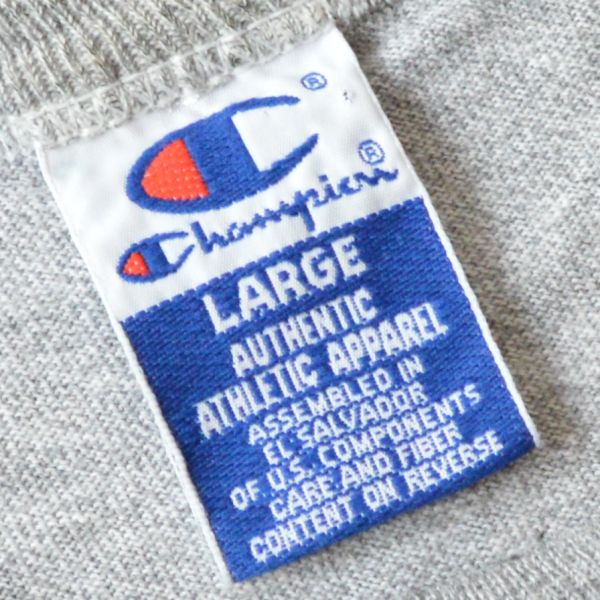 ®
®
Champion
LARGE
AUTHENTIC
ATHLETIC APPAREL
ASSEMBLED IN
EL SALVADOR
OF U.S. COMPONENTS
CARE AND FIBER
CONTENT ON REVERSE